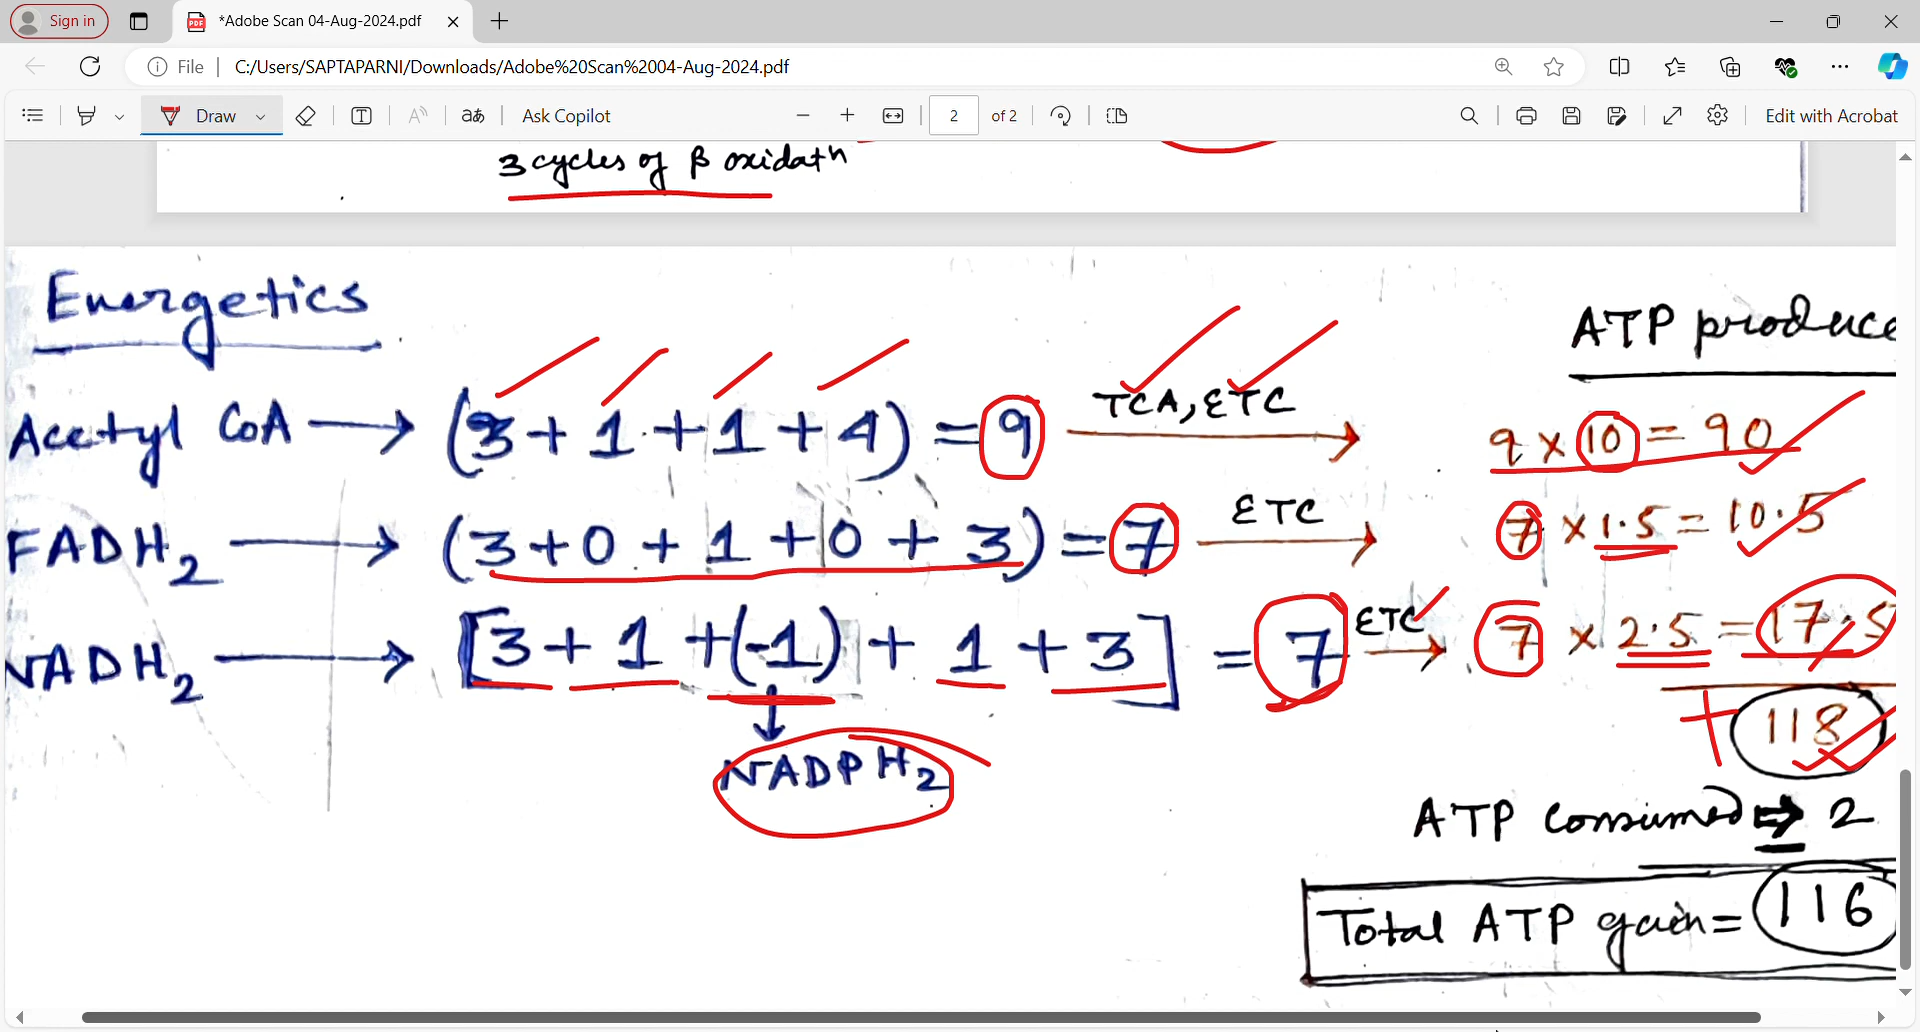 Sign in
*Adobe Scan 04-Aug-2024.pdf
File | C:/Users/SAPTAPARNI/Downloads/Adobe%20Scan%2004-Aug-2024.pdf
Draw
T
aあ
Ask Copilot
2 of 2
Edit with Acrobat
3 cycles of β oxidatn
Energetics
ATP produce
Acetyl CoA → (3 + 1 + 1 + 4) = 9 TCA, ETC → 9 × 10 = 90
FADH2 → (3+0 + 1 + 0 + 3) = 7 ETC → 7 × 1.5 = 10.5
NADH2 → [3 + 1 + (-1) + 1 + 3] = 7 ETC → 7 × 2.5 = 17.5
+ 118
↓
NADPH2
ATP consumed ⇒ 2
Total ATP gain = 116